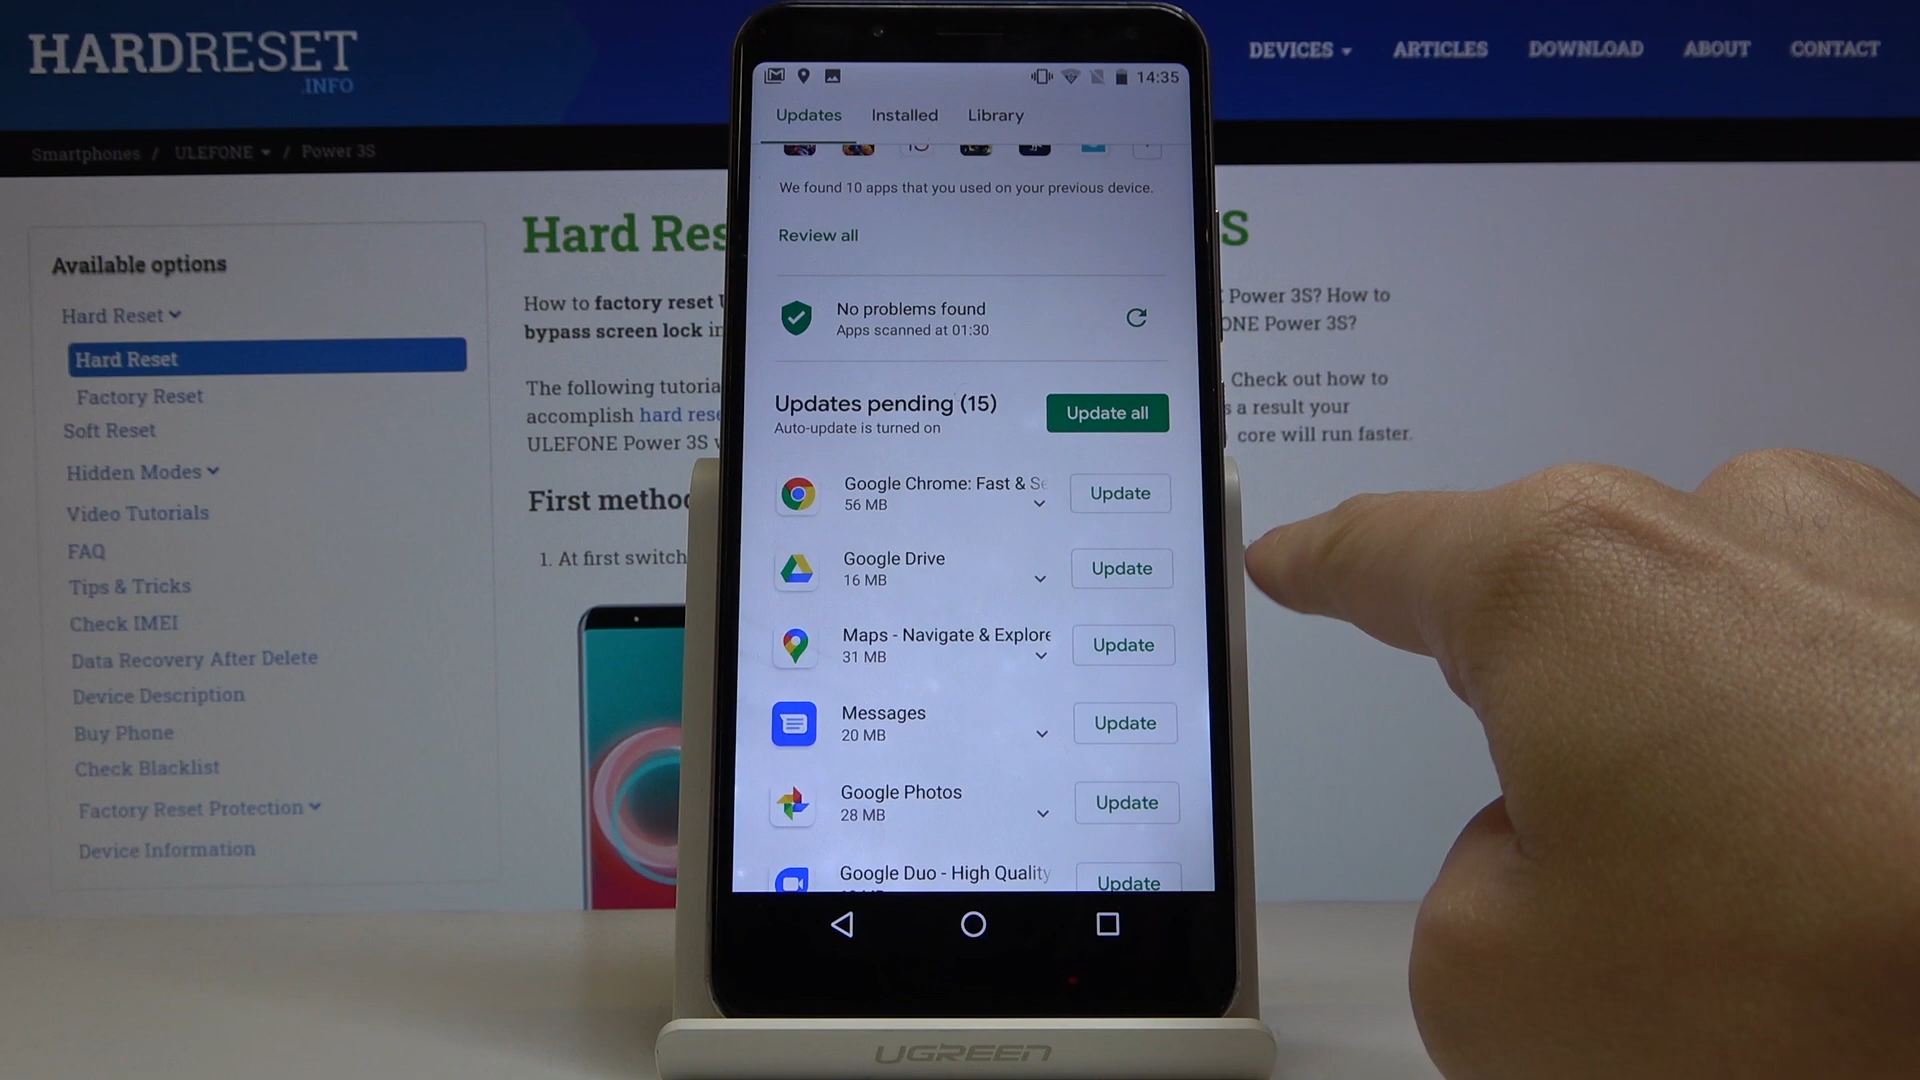 HARDRESET
.INFO
DEVICES
ARTICLES
DOWNLOAD
ABOUT
CONTACT
Smartphones / ULEFONE / Power 3S
Available options
Hard Reset
Hard Reset
Factory Reset
Soft Reset
Hidden Modes
Video Tutorials
FAQ
Tips & Tricks
Check IMEI
Data Recovery After Delete
Device Description
Buy Phone
Check Blacklist
Factory Reset Protection
Device Information
Hard Res
S
How to factory reset
Power 3S? How to
bypass screen lock in
ONE Power 3S?
The following tutoria
Check out how to
accomplish hard rese
s a result your
ULEFONE Power 3S
core will run faster.
First method
1. At first switch
14:35
Updates
Installed
Library
We found 10 apps that you used on your previous device.
Review all
No problems found
Apps scanned at 01:30
Updates pending (15)
Auto-update is turned on
Update all
Google Chrome: Fast & Se
56 MB
Update
Google Drive
16 MB
Update
Maps - Navigate & Explore
31 MB
Update
Messages
20 MB
Update
Google Photos
28 MB
Update
Google Duo - High Quality
Update
UGREEN